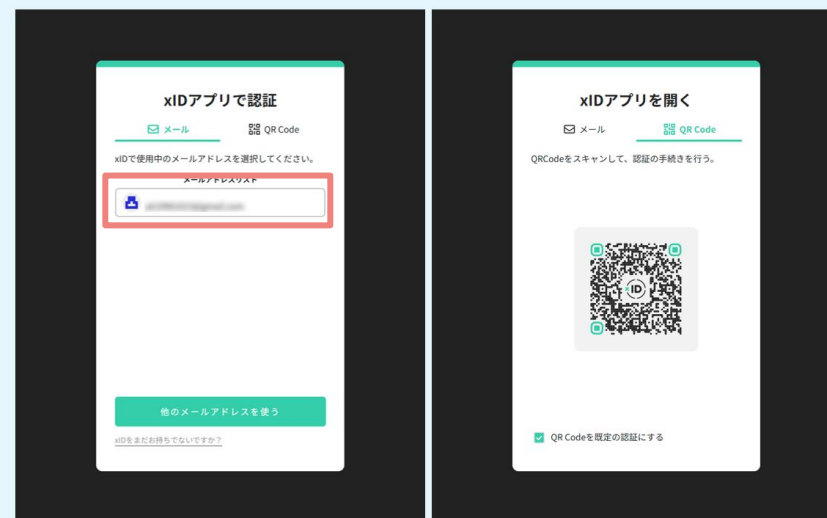 xIDアプリで認証
メール
QR Code
xIDで使用中のメールアドレスを選択してください。
メールアドレスリスト
他のメールアドレスを使う
xIDをまだお持ちでないですか？
xIDアプリを開く
メール
QR Code
QRCodeをスキャンして、認証の手続きを行う。
xID
QR Codeを既定の認証にする